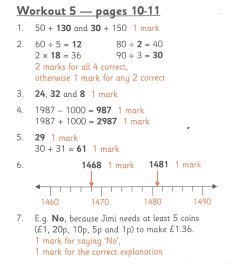 Workout 5 — pages 10-11
1. 50 + 130 and 30 + 150 1 mark
2. 60 ÷ 5 = 12 80 ÷ 2 = 40
2 × 18 = 36 90 ÷ 3 = 30
2 marks for all 4 correct,
otherwise 1 mark for any 2 correct
3. 24, 32 and 8 1 mark
4. 1987 – 1000 = 987 1 mark
1987 + 1000 = 2987 1 mark
5. 29 1 mark
30 + 31 = 61 1 mark
6. 1468 1 mark 1481 1 mark
1460 1470 1480 1490
7. E.g. No, because Jimi needs at least 5 coins
(£1, 20p, 10p, 5p and 1p) to make £1.36.
1 mark for saying 'No',
1 mark for the correct explanation